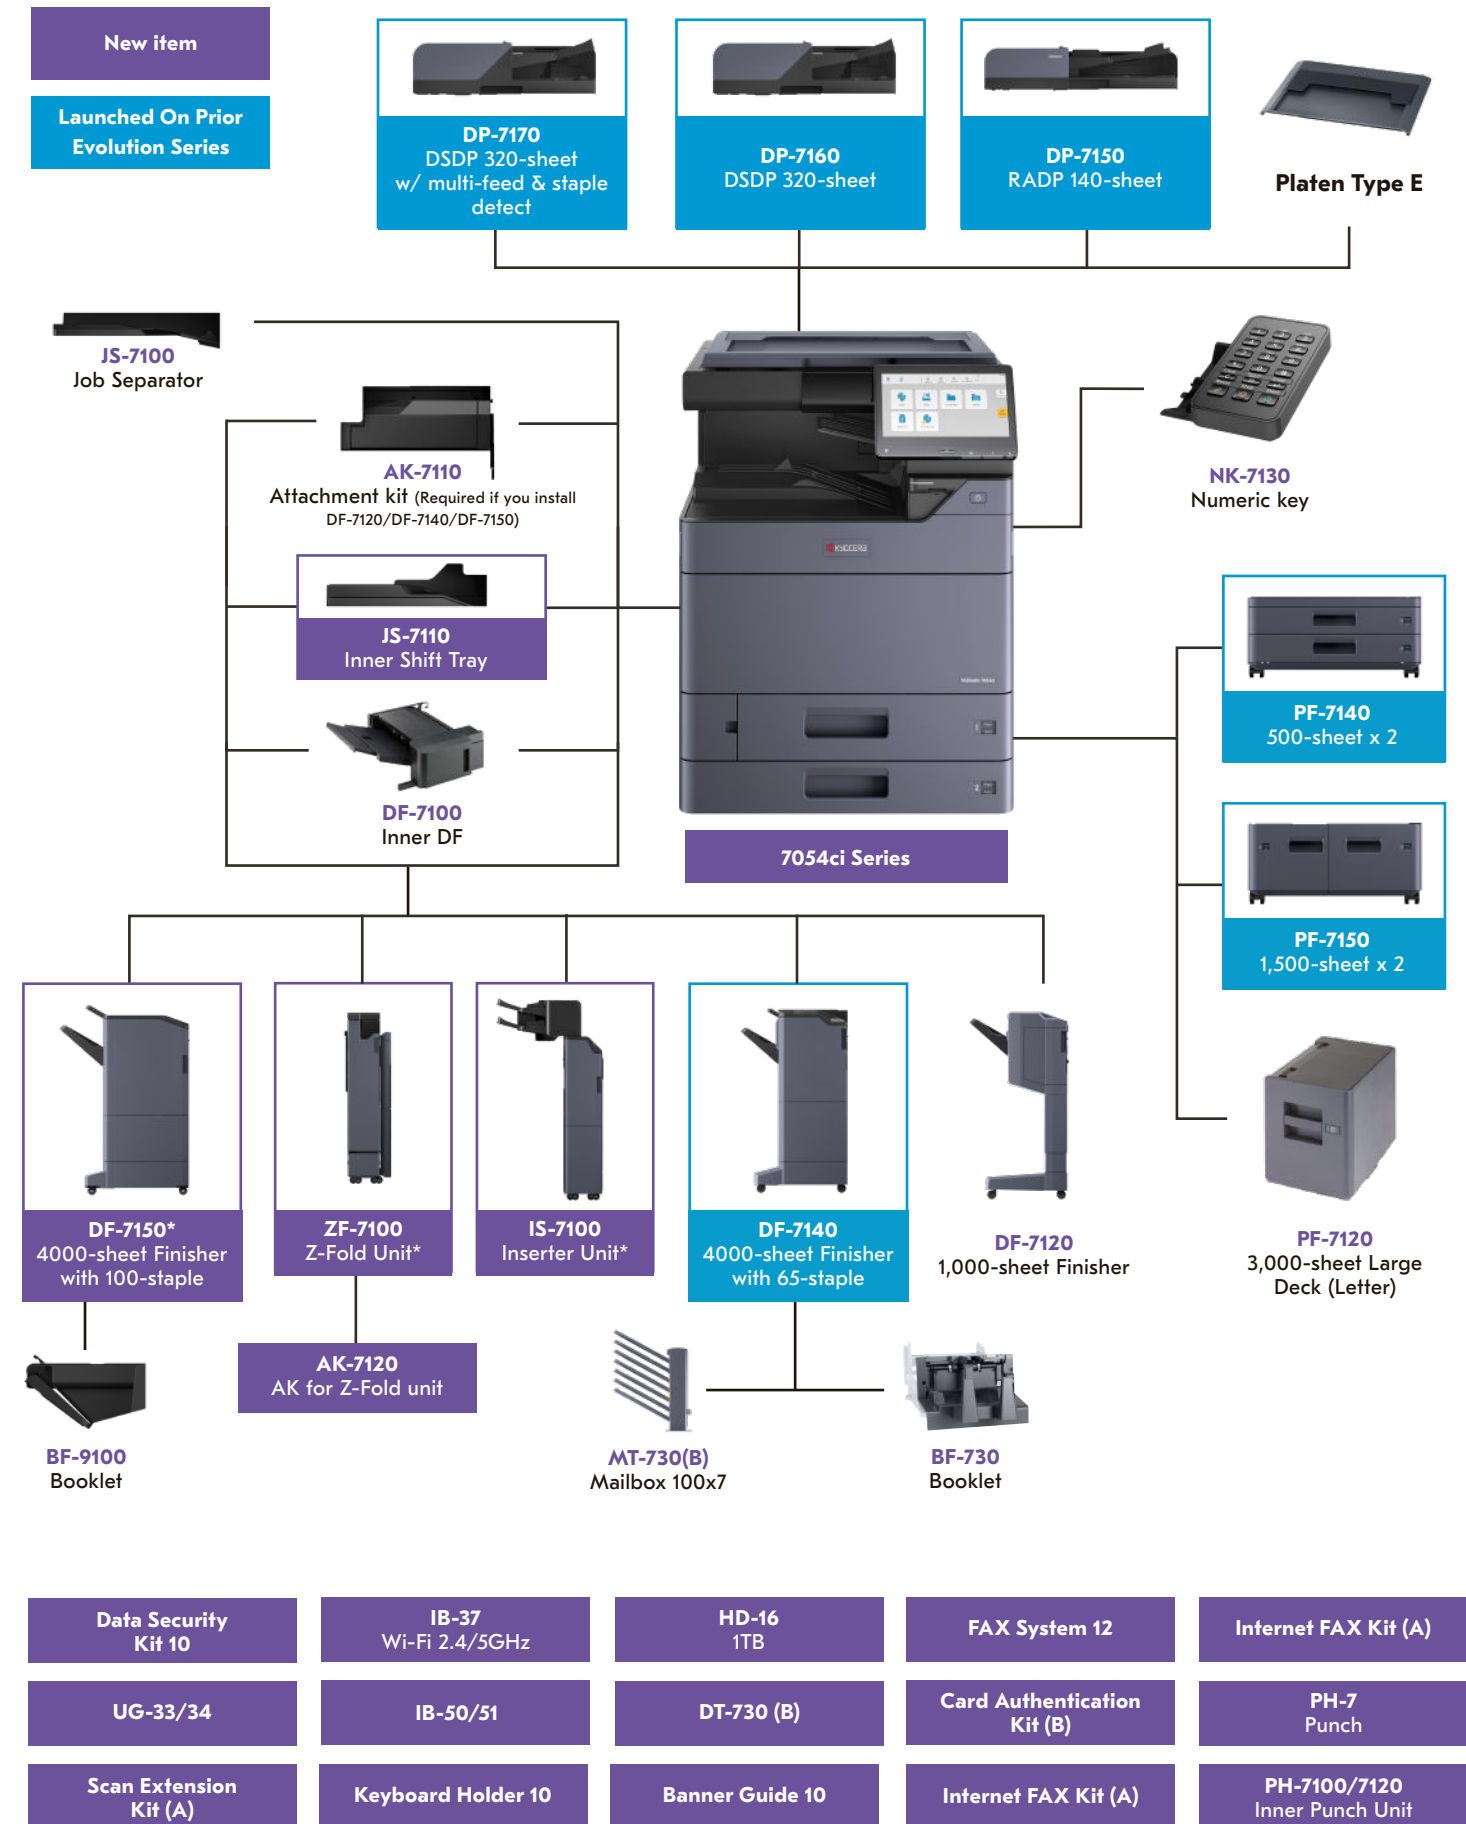 New item
Launched On Prior
Evolution Series
DP-7170
DSDP 320-sheet
w/ multi-feed & staple
detect
DP-7160
DSDP 320-sheet
DP-7150
RADP 140-sheet
Platen Type E
JS-7100
Job Separator
AK-7110
Attachment kit (Required if you install
DF-7120/DF-7140/DF-7150)
JS-7110
Inner Shift Tray
DF-7100
Inner DF
KYOCERA
7054ci Series
NK-7130
Numeric key
PF-7140
500-sheet x 2
PF-7150
1,500-sheet x 2
PF-7120
3,000-sheet Large
Deck (Letter)
DF-7150*
4000-sheet Finisher
with 100-staple
ZF-7100
Z-Fold Unit*
IS-7100
Inserter Unit*
DF-7140
4000-sheet Finisher
with 65-staple
DF-7120
1,000-sheet Finisher
AK-7120
AK for Z-Fold unit
BF-9100
Booklet
MT-730(B)
Mailbox 100x7
BF-730
Booklet
Data Security
Kit 10
IB-37
Wi-Fi 2.4/5GHz
HD-16
1TB
FAX System 12
Internet FAX Kit (A)
UG-33/34
IB-50/51
DT-730 (B)
Card Authentication
Kit (B)
PH-7
Punch
Scan Extension
Kit (A)
Keyboard Holder 10
Banner Guide 10
Internet FAX Kit (A)
PH-7100/7120
Inner Punch Unit